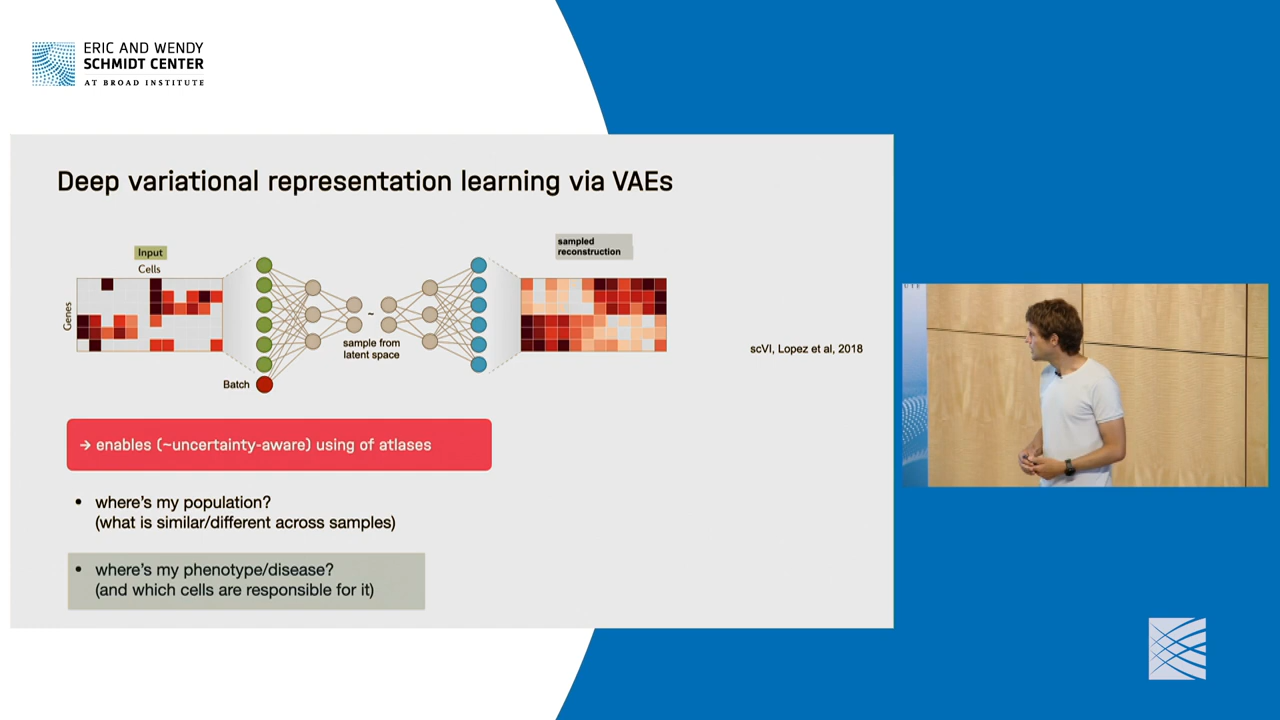 ERIC AND WENDY
SCHMIDT CENTER
AT BROAD INSTITUTE
Deep variational representation learning via VAEs
Input
Cells
Genes
Batch
~
sample from
latent space
sampled
reconstruction
scVI, Lopez et al, 2018
→ enables (~uncertainty-aware) using of atlases
• where's my population?
(what is similar/different across samples)
• where's my phenotype/disease?
(and which cells are responsible for it)
UTE